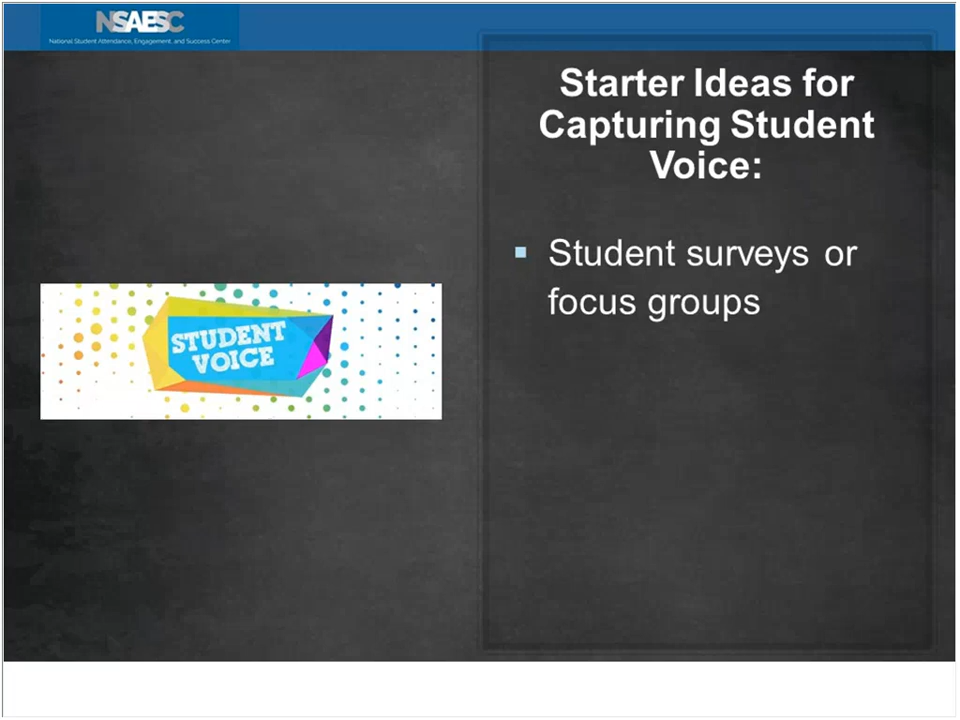 NSAESC
National Student Attendance, Engagement, and Success Center
Starter Ideas for
Capturing Student
Voice:
▪ Student surveys or
focus groups
STUDENT
VOICE